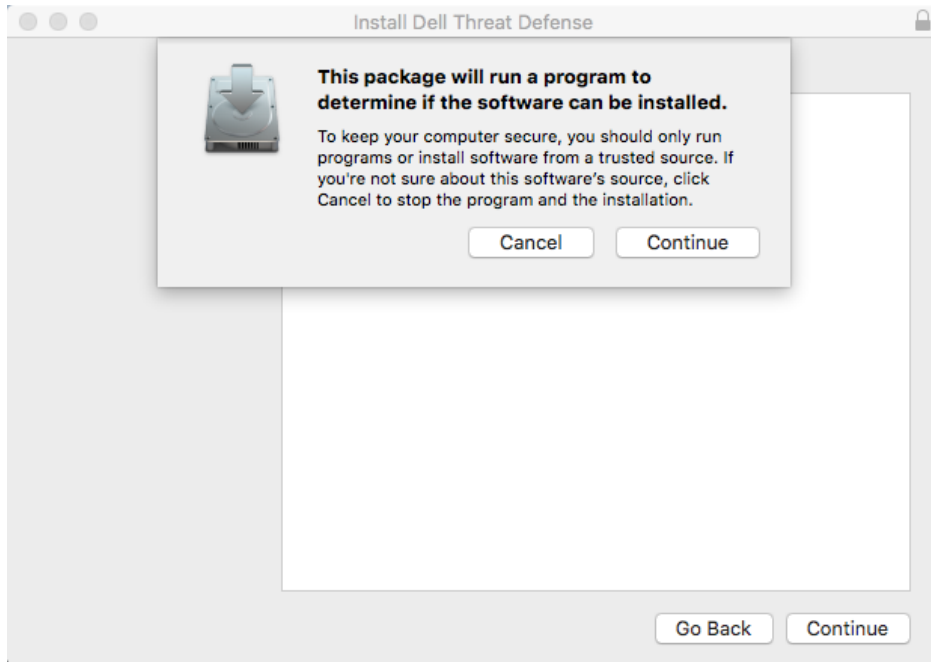 Install Dell Threat Defense
This package will run a program to
determine if the software can be installed.
To keep your computer secure, you should only run
programs or install software from a trusted source. If
you're not sure about this software’s source, click
Cancel to stop the program and the installation.
Cancel
Continue
Go Back
Continue